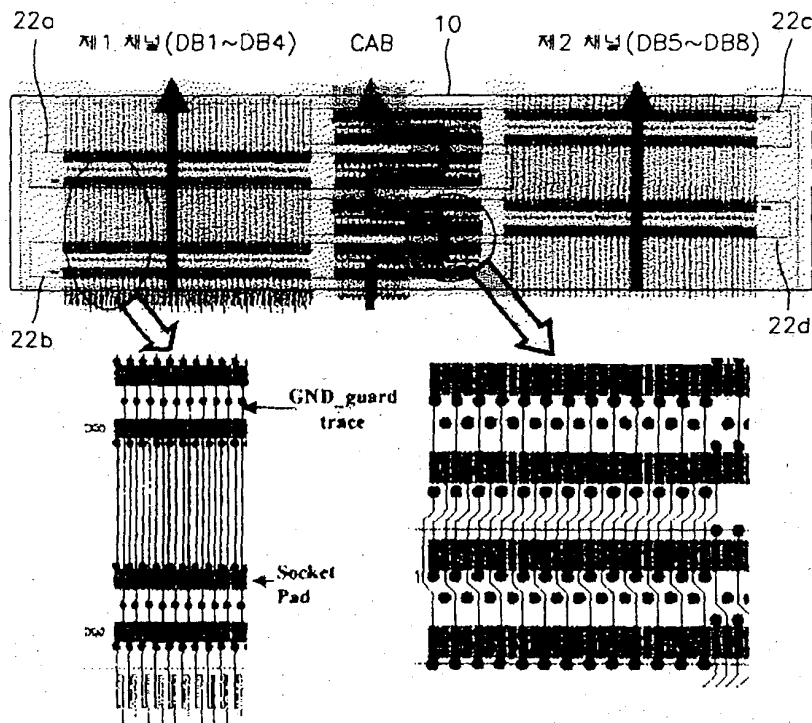 22a 제1 채널(DB1~DB4) CAB 10 제2 채널(DB5~DB8) 22c
22b
22d
GND_guard
trace
Socket
Pad